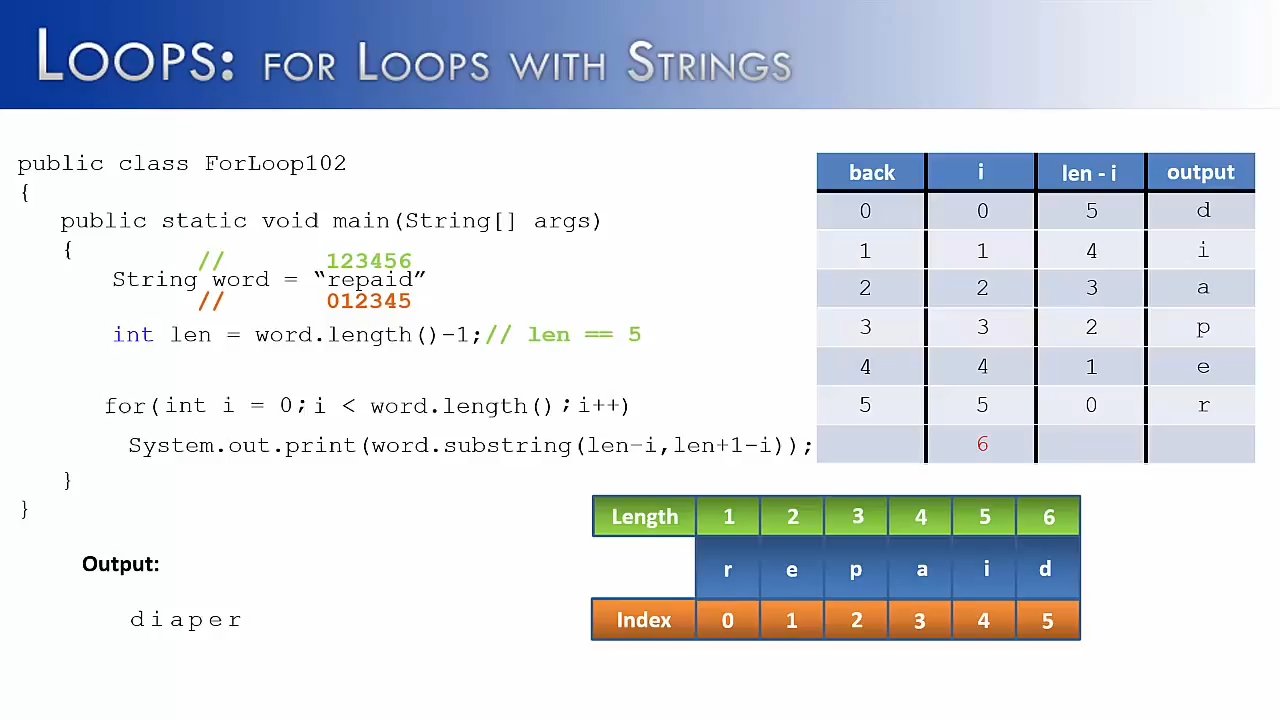 LOOPS: FOR LOOPS WITH STRINGS
public class ForLoop102
{
public static void main(String[] args)
{
// 123456
String word = “repaid”
// 012345
int len = word.length()-1;// len == 5
for(int i = 0;i < word.length();i++)
System.out.print(word.substring(len-i,len+1-i));
}
}
Output:
diaper
back i len - i output
0 0 5 d
1 1 4 i
2 2 3 a
3 3 2 p
4 4 1 e
5 5 0 r
6
Length 1 2 3 4 5 6
r e p a i d
Index 0 1 2 3 4 5